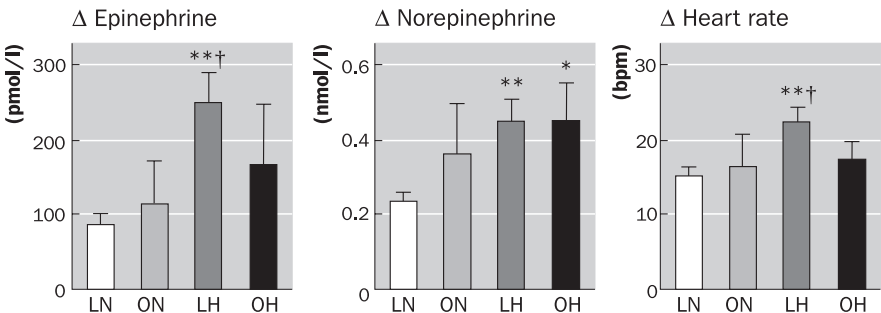 Δ Epinephrine
(pmol/l)
300
200
100
0
**†
LN ON LH OH
Δ Norepinephrine
(nmol/l)
0.6
0.4
0.2
0
**
*
LN ON LH OH
Δ Heart rate
(bpm)
30
20
10
0
**†
LN ON LH OH